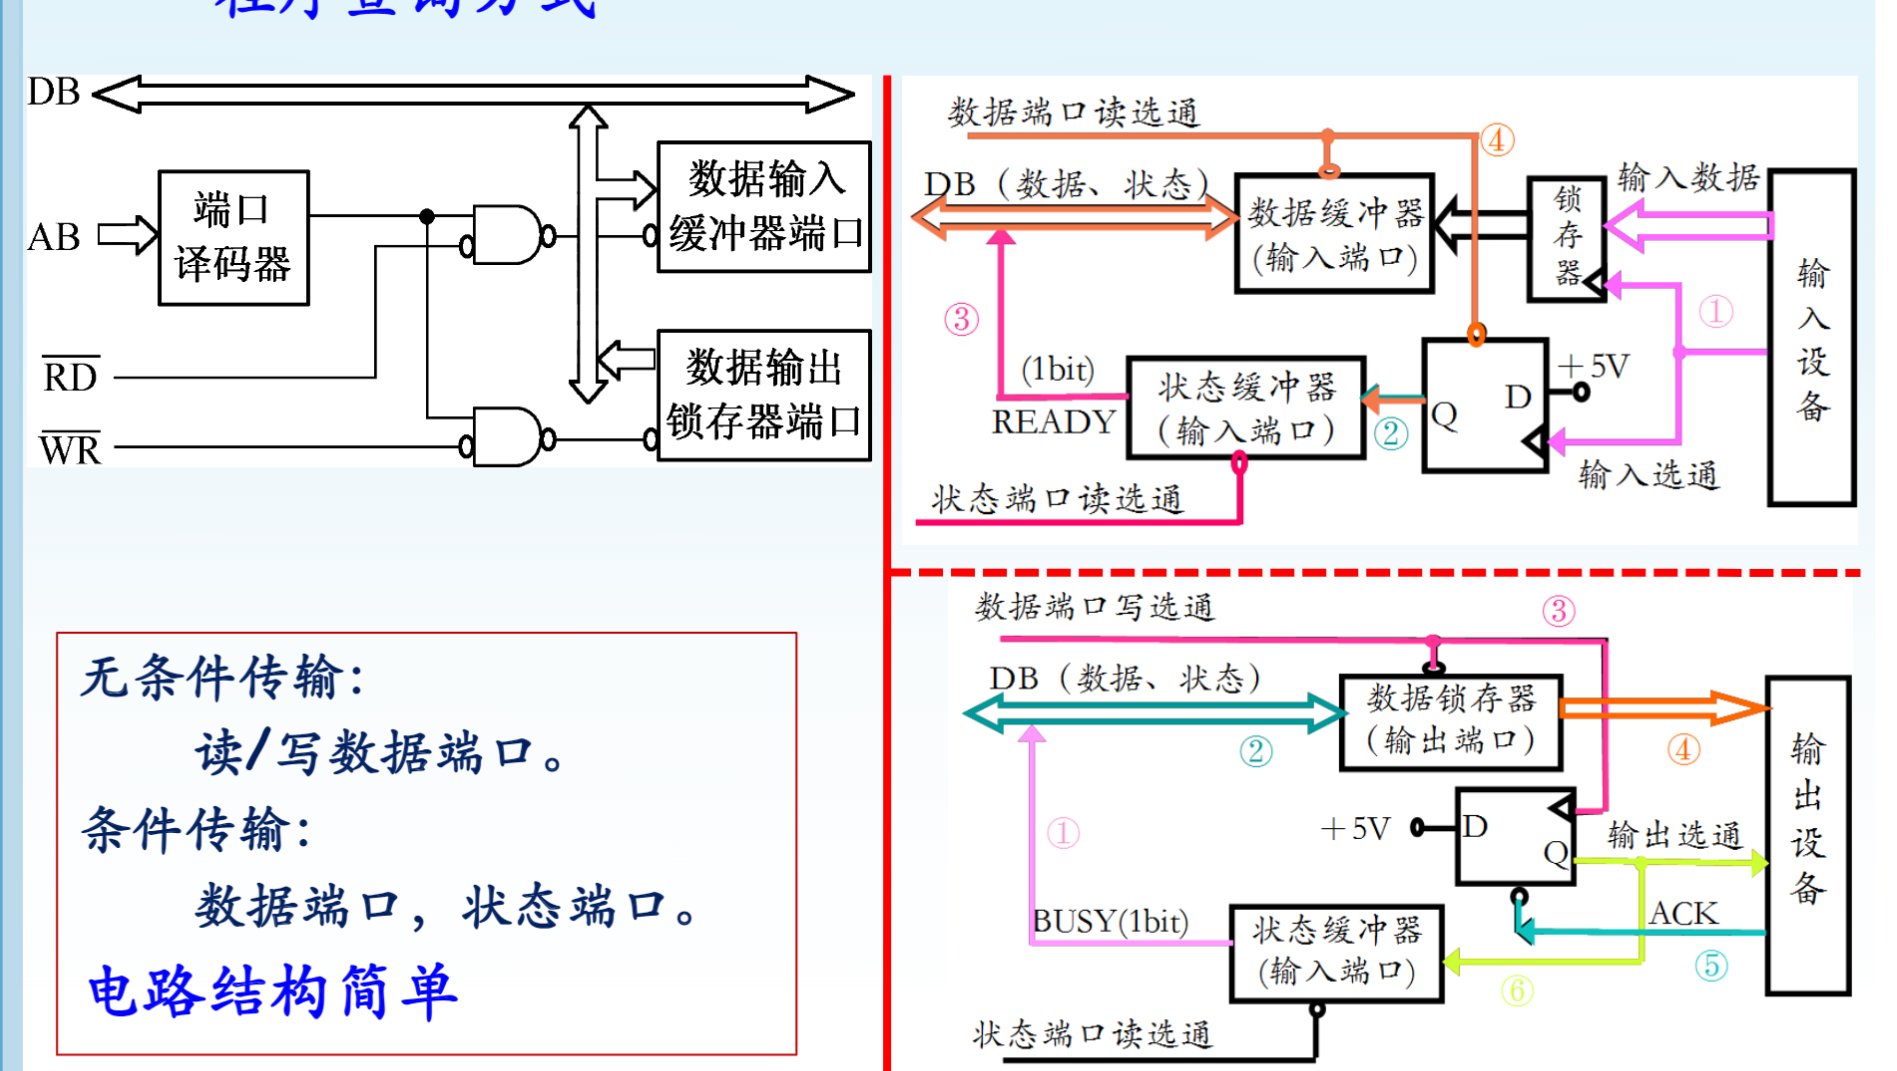 程序查询方式
DB
AB
端口
译码器
RD
WR
数据输入
缓冲器端口
数据输出
锁存器端口
无条件传输：
读/写数据端口。
条件传输：
数据端口，状态端口。
电路结构简单
数据端口读选通
④
DB（数据、状态）
数据缓冲器
(输入端口)
锁
存
器
输入数据
输
入
设
备
①
③
(1bit)
READY
状态缓冲器
（输入端口）
②
Q
D
＋5V
输入选通
状态端口读选通
数据端口写选通
③
DB（数据、状态）
②
数据锁存器
（输出端口）
④
输
出
设
备
①
＋5V
D
Q
输出选通
BUSY(1bit)
状态缓冲器
(输入端口)
ACK
⑤
⑥
状态端口读选通